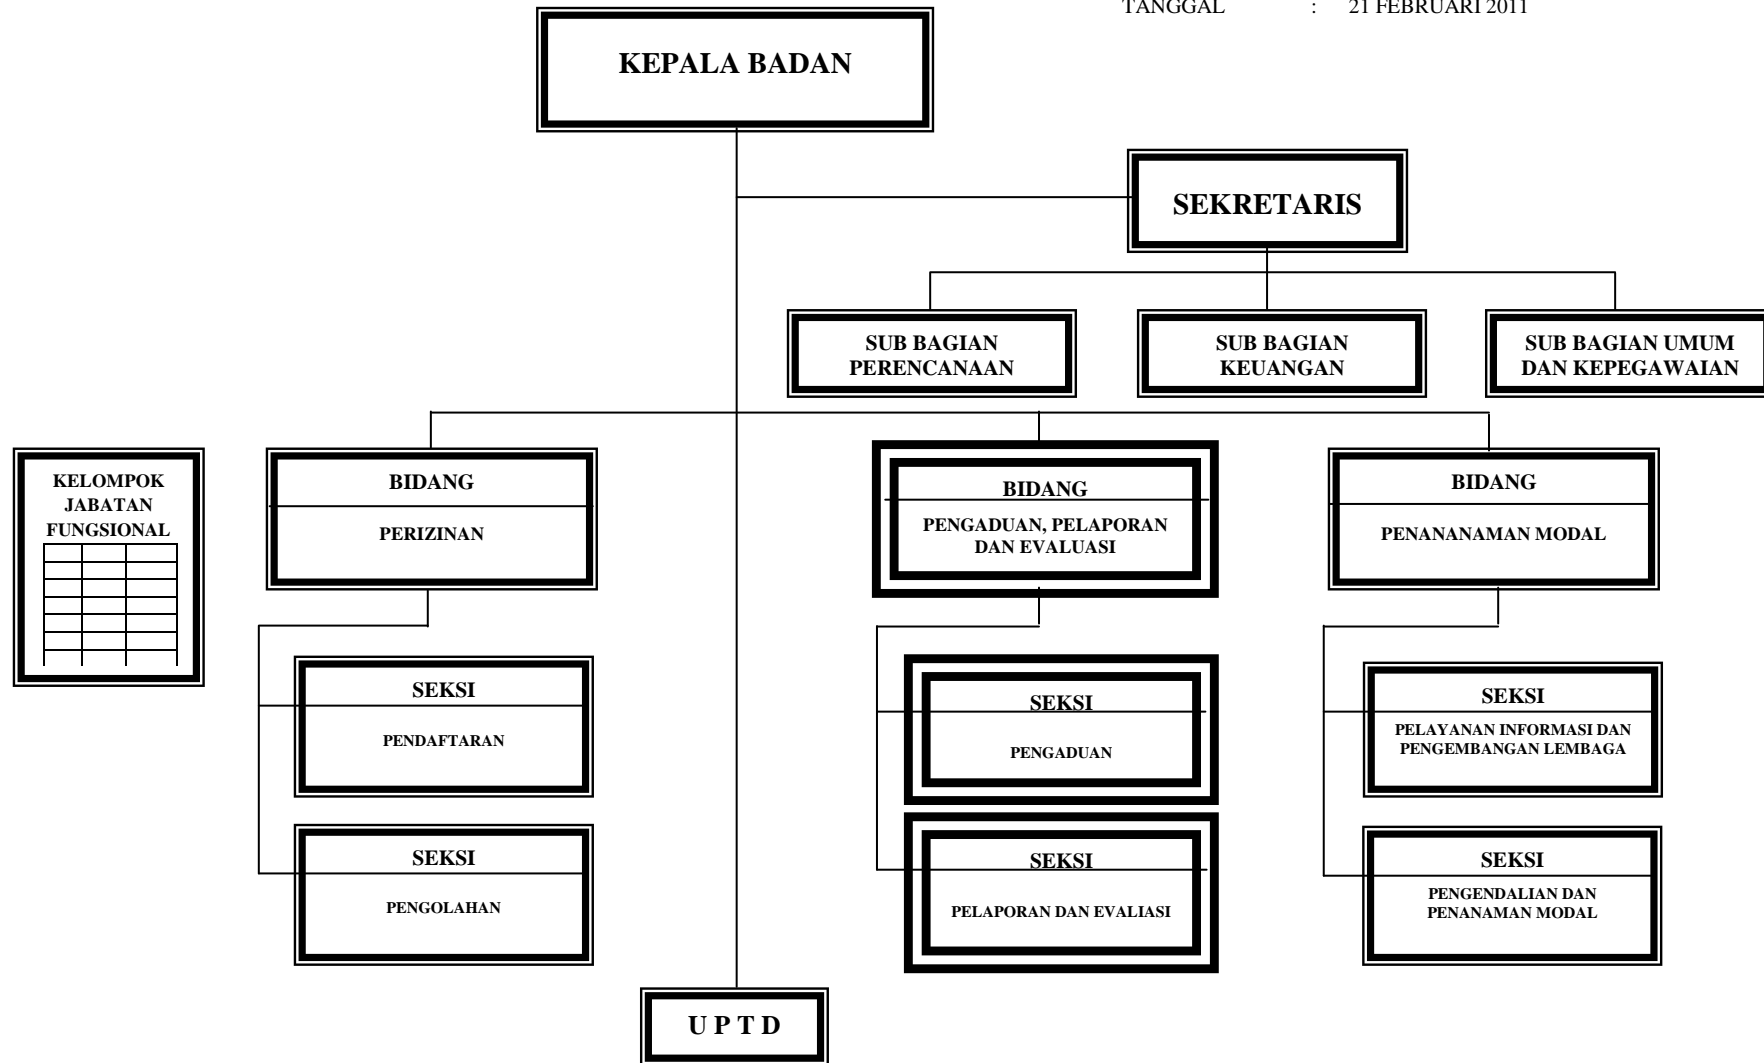 TANGGAL : 21 FEBRUARI 2011
KEPALA BADAN
SEKRETARIS
SUB BAGIAN
PERENCANAAN
SUB BAGIAN
KEUANGAN
SUB BAGIAN UMUM
DAN KEPEGAWAIAN
KELOMPOK
JABATAN
FUNGSIONAL
BIDANG
PERIZINAN
BIDANG
PENGADUAN, PELAPORAN
DAN EVALUASI
BIDANG
PENANANAMAN MODAL
SEKSI
PENDAFTARAN
SEKSI
PENGADUAN
SEKSI
PELAYANAN INFORMASI DAN
PENGEMBANGAN LEMBAGA
SEKSI
PENGOLAHAN
SEKSI
PELAPORAN DAN EVALIASI
SEKSI
PENGENDALIAN DAN
PENANAMAN MODAL
U P T D